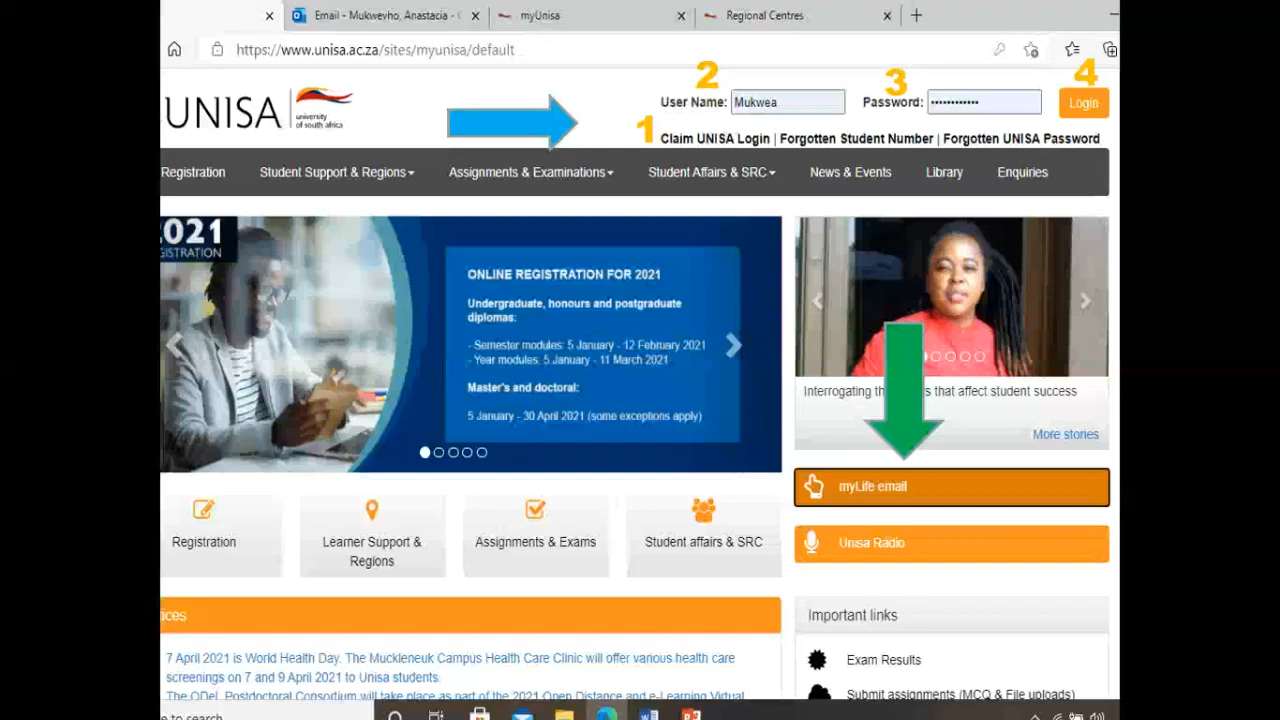 Email - Mukwevho, Anastacia -
myUnisa
Regional Centres
https://www.unisa.ac.za/sites/myunisa/default
2
3
4
UNISA
university
of south africa
User Name: Mukwea
Password: ••••••••••••
Login
1
Claim UNISA Login | Forgotten Student Number | Forgotten UNISA Password
Registration
Student Support & Regions
Assignments & Examinations
Student Affairs & SRC
News & Events
Library
Enquiries
2021
ISTRATION
ONLINE REGISTRATION FOR 2021
Undergraduate, honours and postgraduate
diplomas:
- Semester modules: 5 January - 12 February 2021
- Year modules: 5 January - 11 March 2021
Master's and doctoral:
5 January - 30 April 2021 (some exceptions apply)
Interrogating th rs that affect student success
More stories
myLife email
Unisa Radio
Registration
Learner Support &
Regions
Assignments & Exams
Student affairs & SRC
ices
7 April 2021 is World Health Day. The Muckleneuk Campus Health Care Clinic will offer various health care
screenings on 7 and 9 April 2021 to Unisa students.
The ODeL Postdoctoral Consortium will take place as part of the 2021 Open Distance and e-Learning Virtual
Important links
Exam Results
Submit assignments (MCQ & File uploads)
e to search